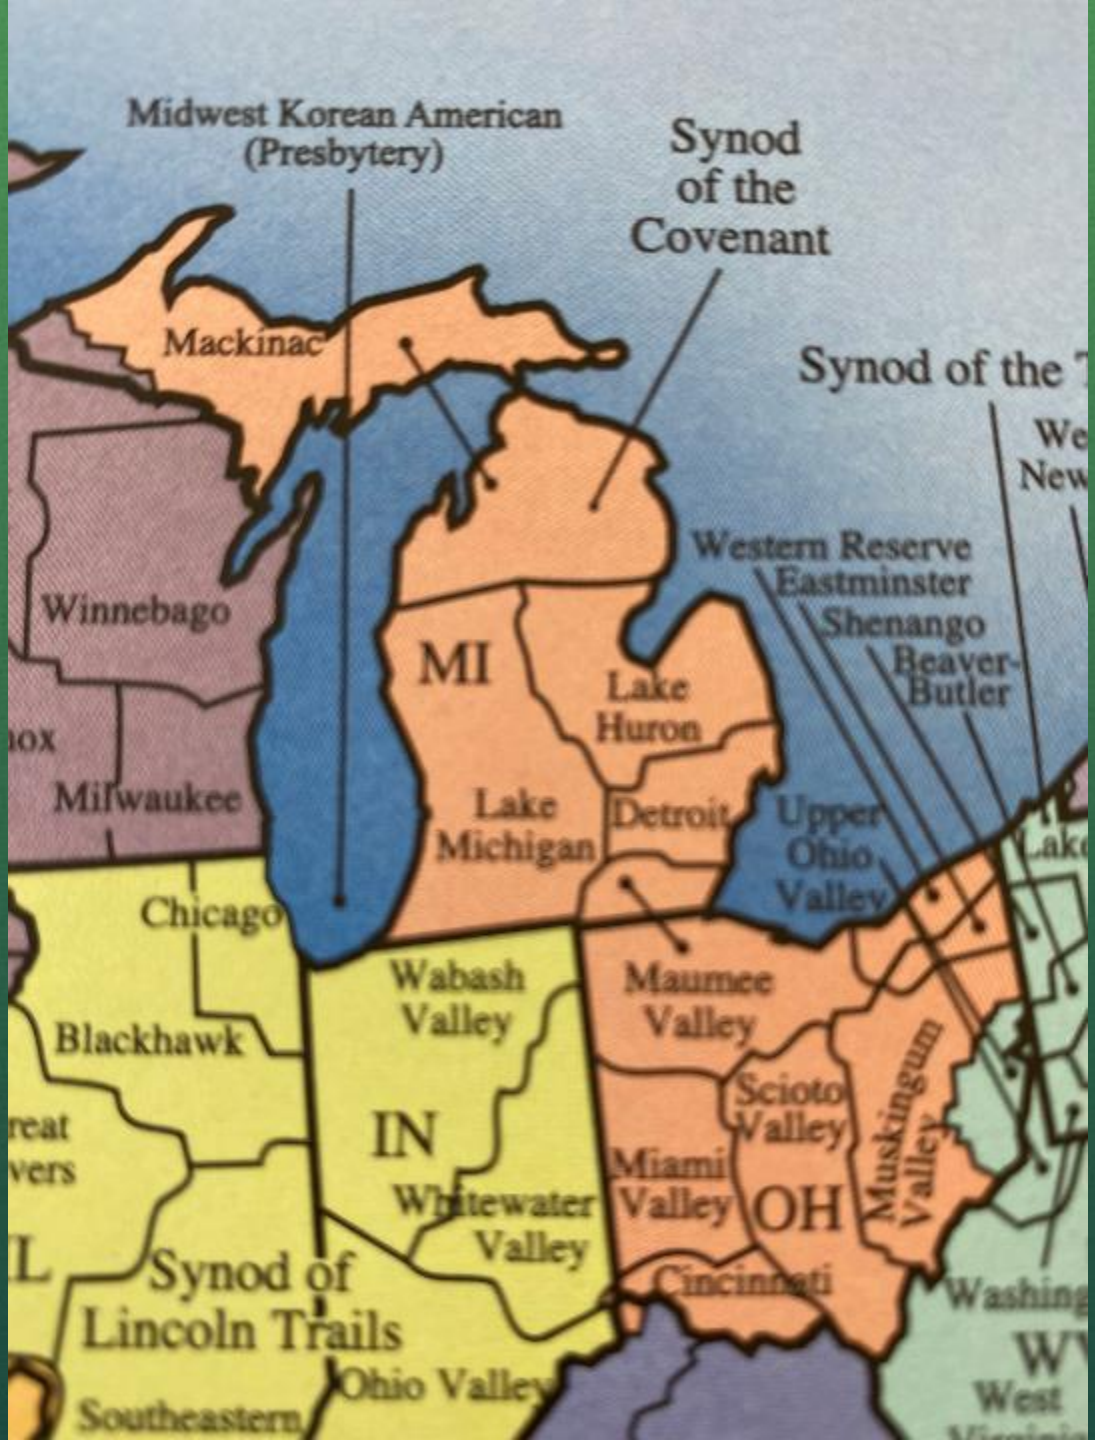 Midwest Korean American
(Presbytery)
Synod
of the
Covenant
Mackinac
Synod of the
Western Reserve
Eastminster
Shenango
Beaver-
Butler
Winnebago
MI
Lake
Huron
Milwaukee
Lake
Michigan
Detroit
Upper
Ohio
Valley
Chicago
Wabash
Valley
Maumee
Valley
Blackhawk
IN
Scioto
Valley
Muskingum
Valley
Miami
Valley
OH
Whitewater
Valley
Synod of
Lincoln Trails
Cincinnati
Ohio Valley
Southeastern
West